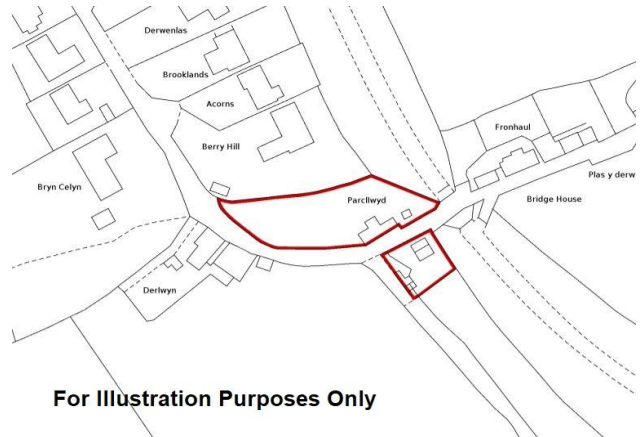 Derwenlas
Brooklands
Acorns
Fronhaul
Berry Hill
Plas y derw
Bryn Celyn
Parcllwyd
Bridge House
Derlwyn
For Illustration Purposes Only